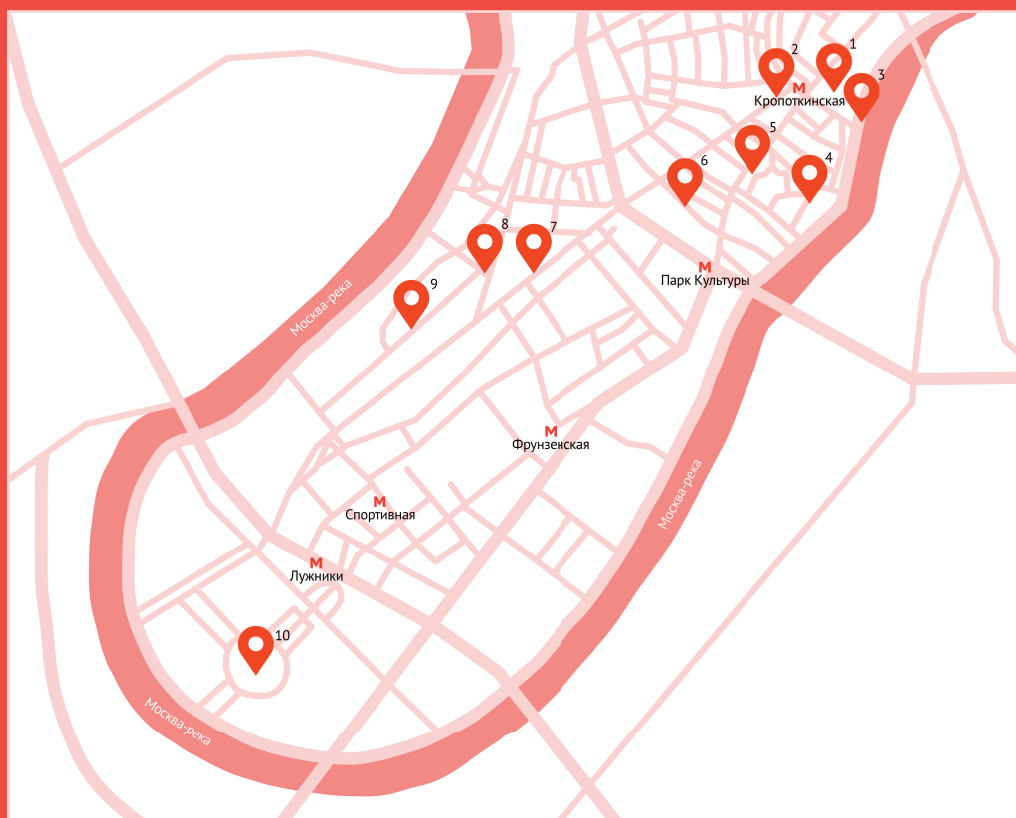 1
2
3
М
Кропоткинская
5
4
6
8
7
М
Парк Культуры
9
Москва-река
М
Фрунзенская
Москва-река
М
Спортивная
М
Лужники
10
Москва-река